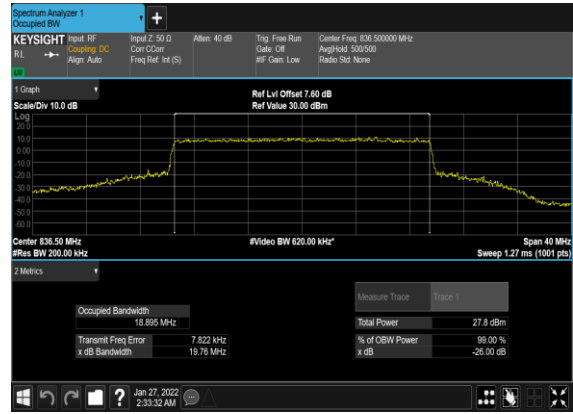 Spectrum Analyzer 1
Occupied BW
+
KEYSIGHT Input: RF Input Z: 50 Ω Atten: 40 dB Trig: Free Run Center Freq: 836.500000 MHz
Coupling: DC Corr CCorr Gate: Off Avg|Hold: 500/500
RL Align: Auto Freq Ref: Int (S) #IF Gain: Low Radio Std: None
1 Graph
Ref Lvl Offset 7.60 dB
Scale/Div 10.0 dB Ref Value 30.00 dBm
Log
20.0
10.0
0.00
-10.0
-20.0
-30.0
-40.0
-50.0
-60.0
Center 836.50 MHz #Video BW 620.00 kHz* Span 40 MHz
#Res BW 200.00 kHz Sweep 1.27 ms (1001 pts)
2 Metrics
Measure Trace Trace 1
Occupied Bandwidth
18.895 MHz Total Power 27.8 dBm
Transmit Freq Error 7.822 kHz % of OBW Power 99.00 %
x dB Bandwidth 19.76 MHz x dB -26.00 dB
? Jan 27, 2022
2:33:32 AM